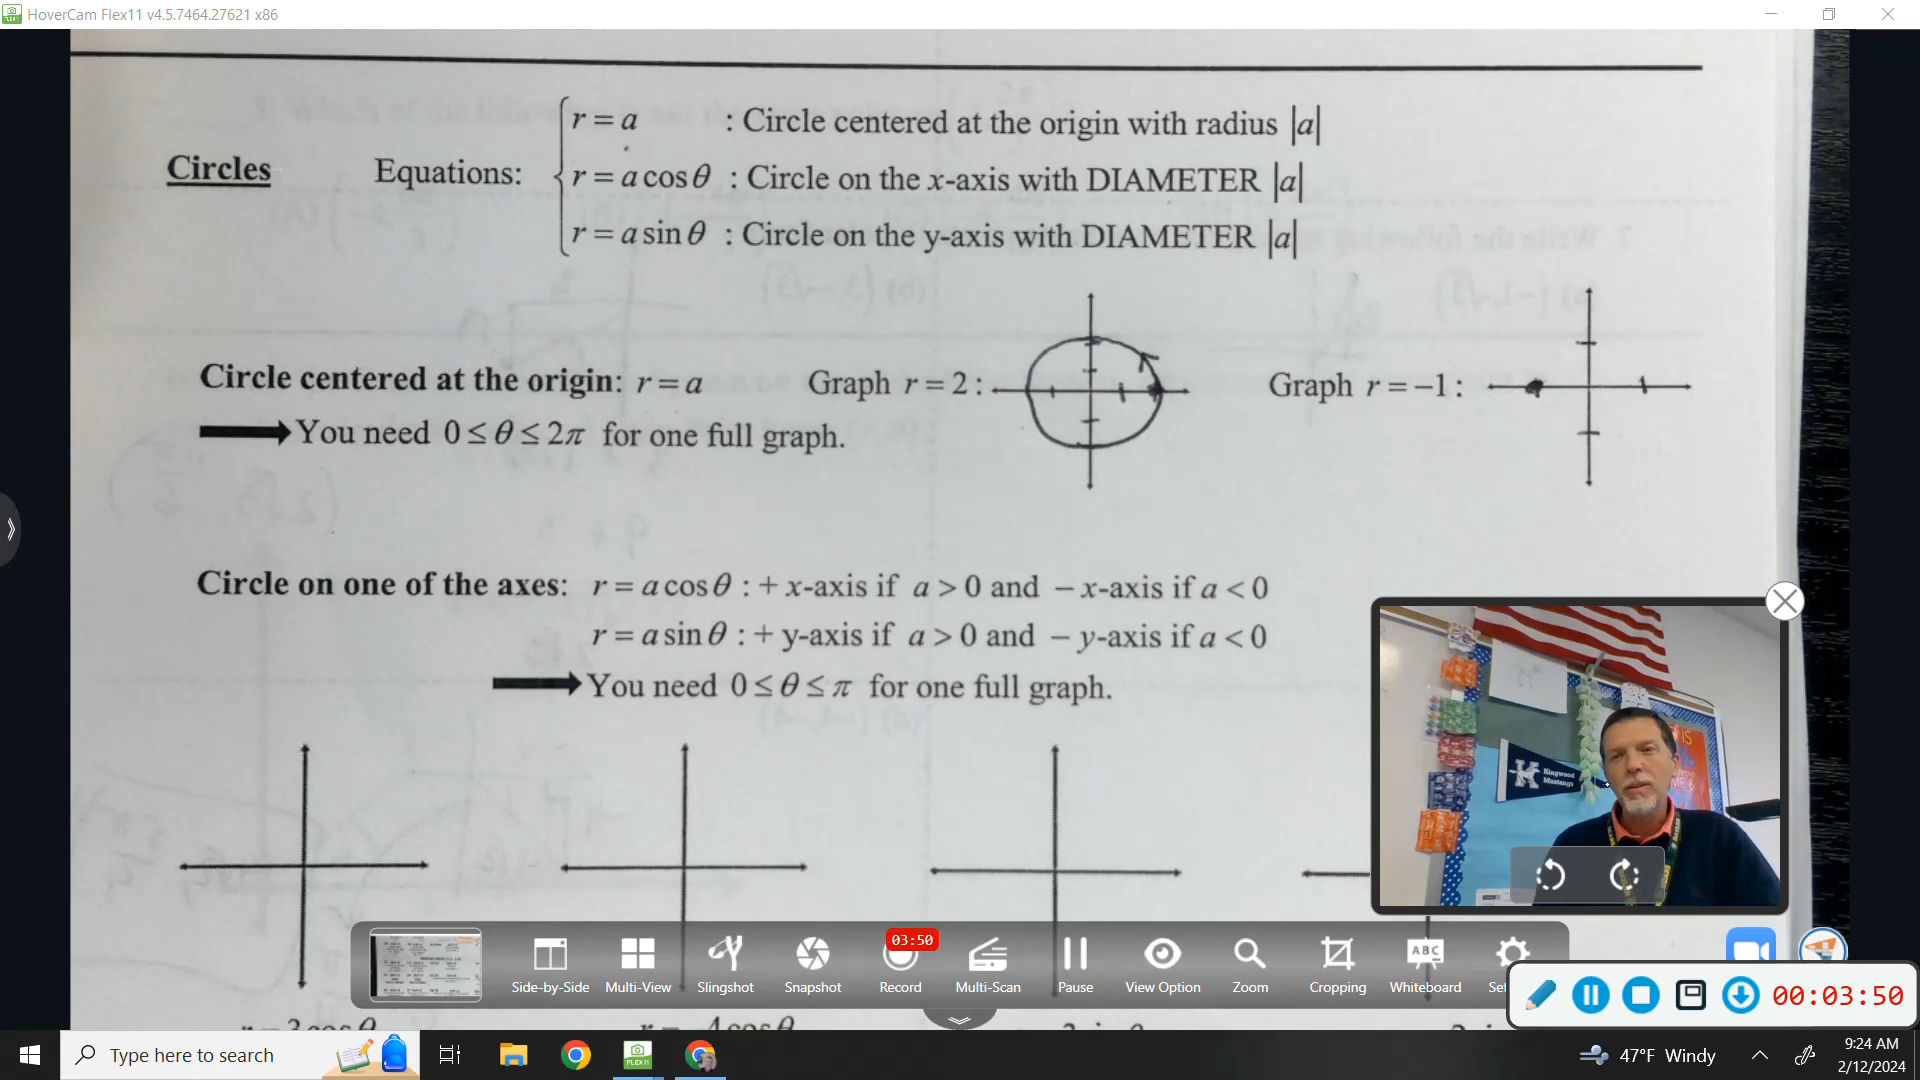 HoverCam Flex11 v4.5.7464.27621 x86
r = a : Circle centered at the origin with radius |a|
Circles Equations: r = a cos θ : Circle on the x-axis with DIAMETER |a|
r = a sin θ : Circle on the y-axis with DIAMETER |a|
Circle centered at the origin: r = a Graph r = 2 : Graph r = −1 :
You need 0 ≤ θ ≤ 2π for one full graph.
Circle on one of the axes: r = a cos θ : + x-axis if a > 0 and − x-axis if a < 0
r = a sin θ : + y-axis if a > 0 and − y-axis if a < 0
You need 0 ≤ θ ≤ π for one full graph.
K Kingwood
Mustangs
03:50
Side-by-Side Multi-View Slingshot Snapshot Record Multi-Scan Pause View Option Zoom Cropping Whiteboard Set
ABC
00:03:50
Type here to search
FLEX11
47°F Windy
9:24 AM
2/12/2024